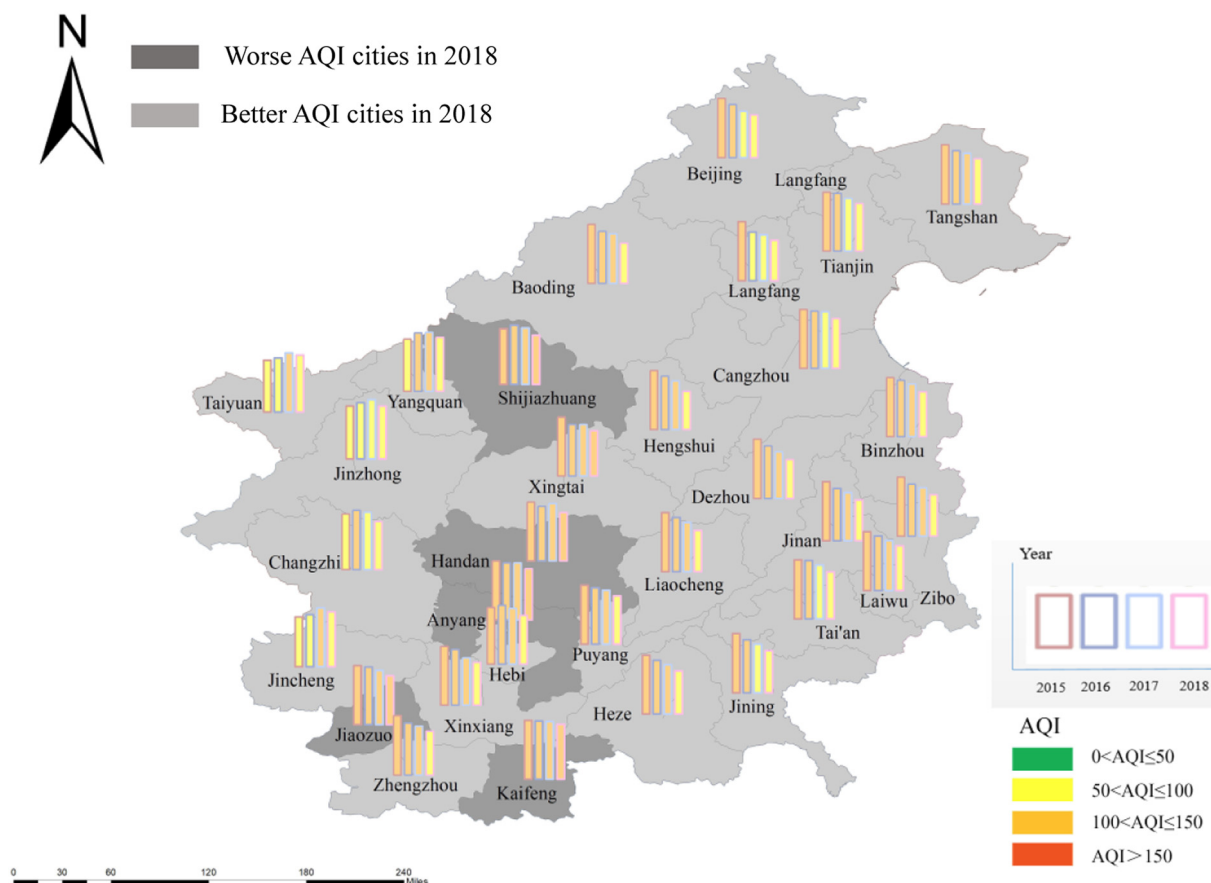 N
Worse AQI cities in 2018
Better AQI cities in 2018
Beijing
Langfang
Tangshan
Tianjin
Baoding
Langfang
Cangzhou
Taiyuan
Yangquan
Shijiazhuang
Hengshui
Binzhou
Jinzhong
Xingtai
Dezhou
Jinan
Changzhi
Handan
Liaocheng
Laiwu
Zibo
Anyang
Tai'an
Puyang
Hebi
Jincheng
Jining
Heze
Xinxiang
Jiaozuo
Zhengzhou
Kaifeng
Year
2015 2016 2017 2018
AQI
0<AQI≤50
50<AQI≤100
100<AQI≤150
AQI>150
0 30 60 120 180 240
Miles